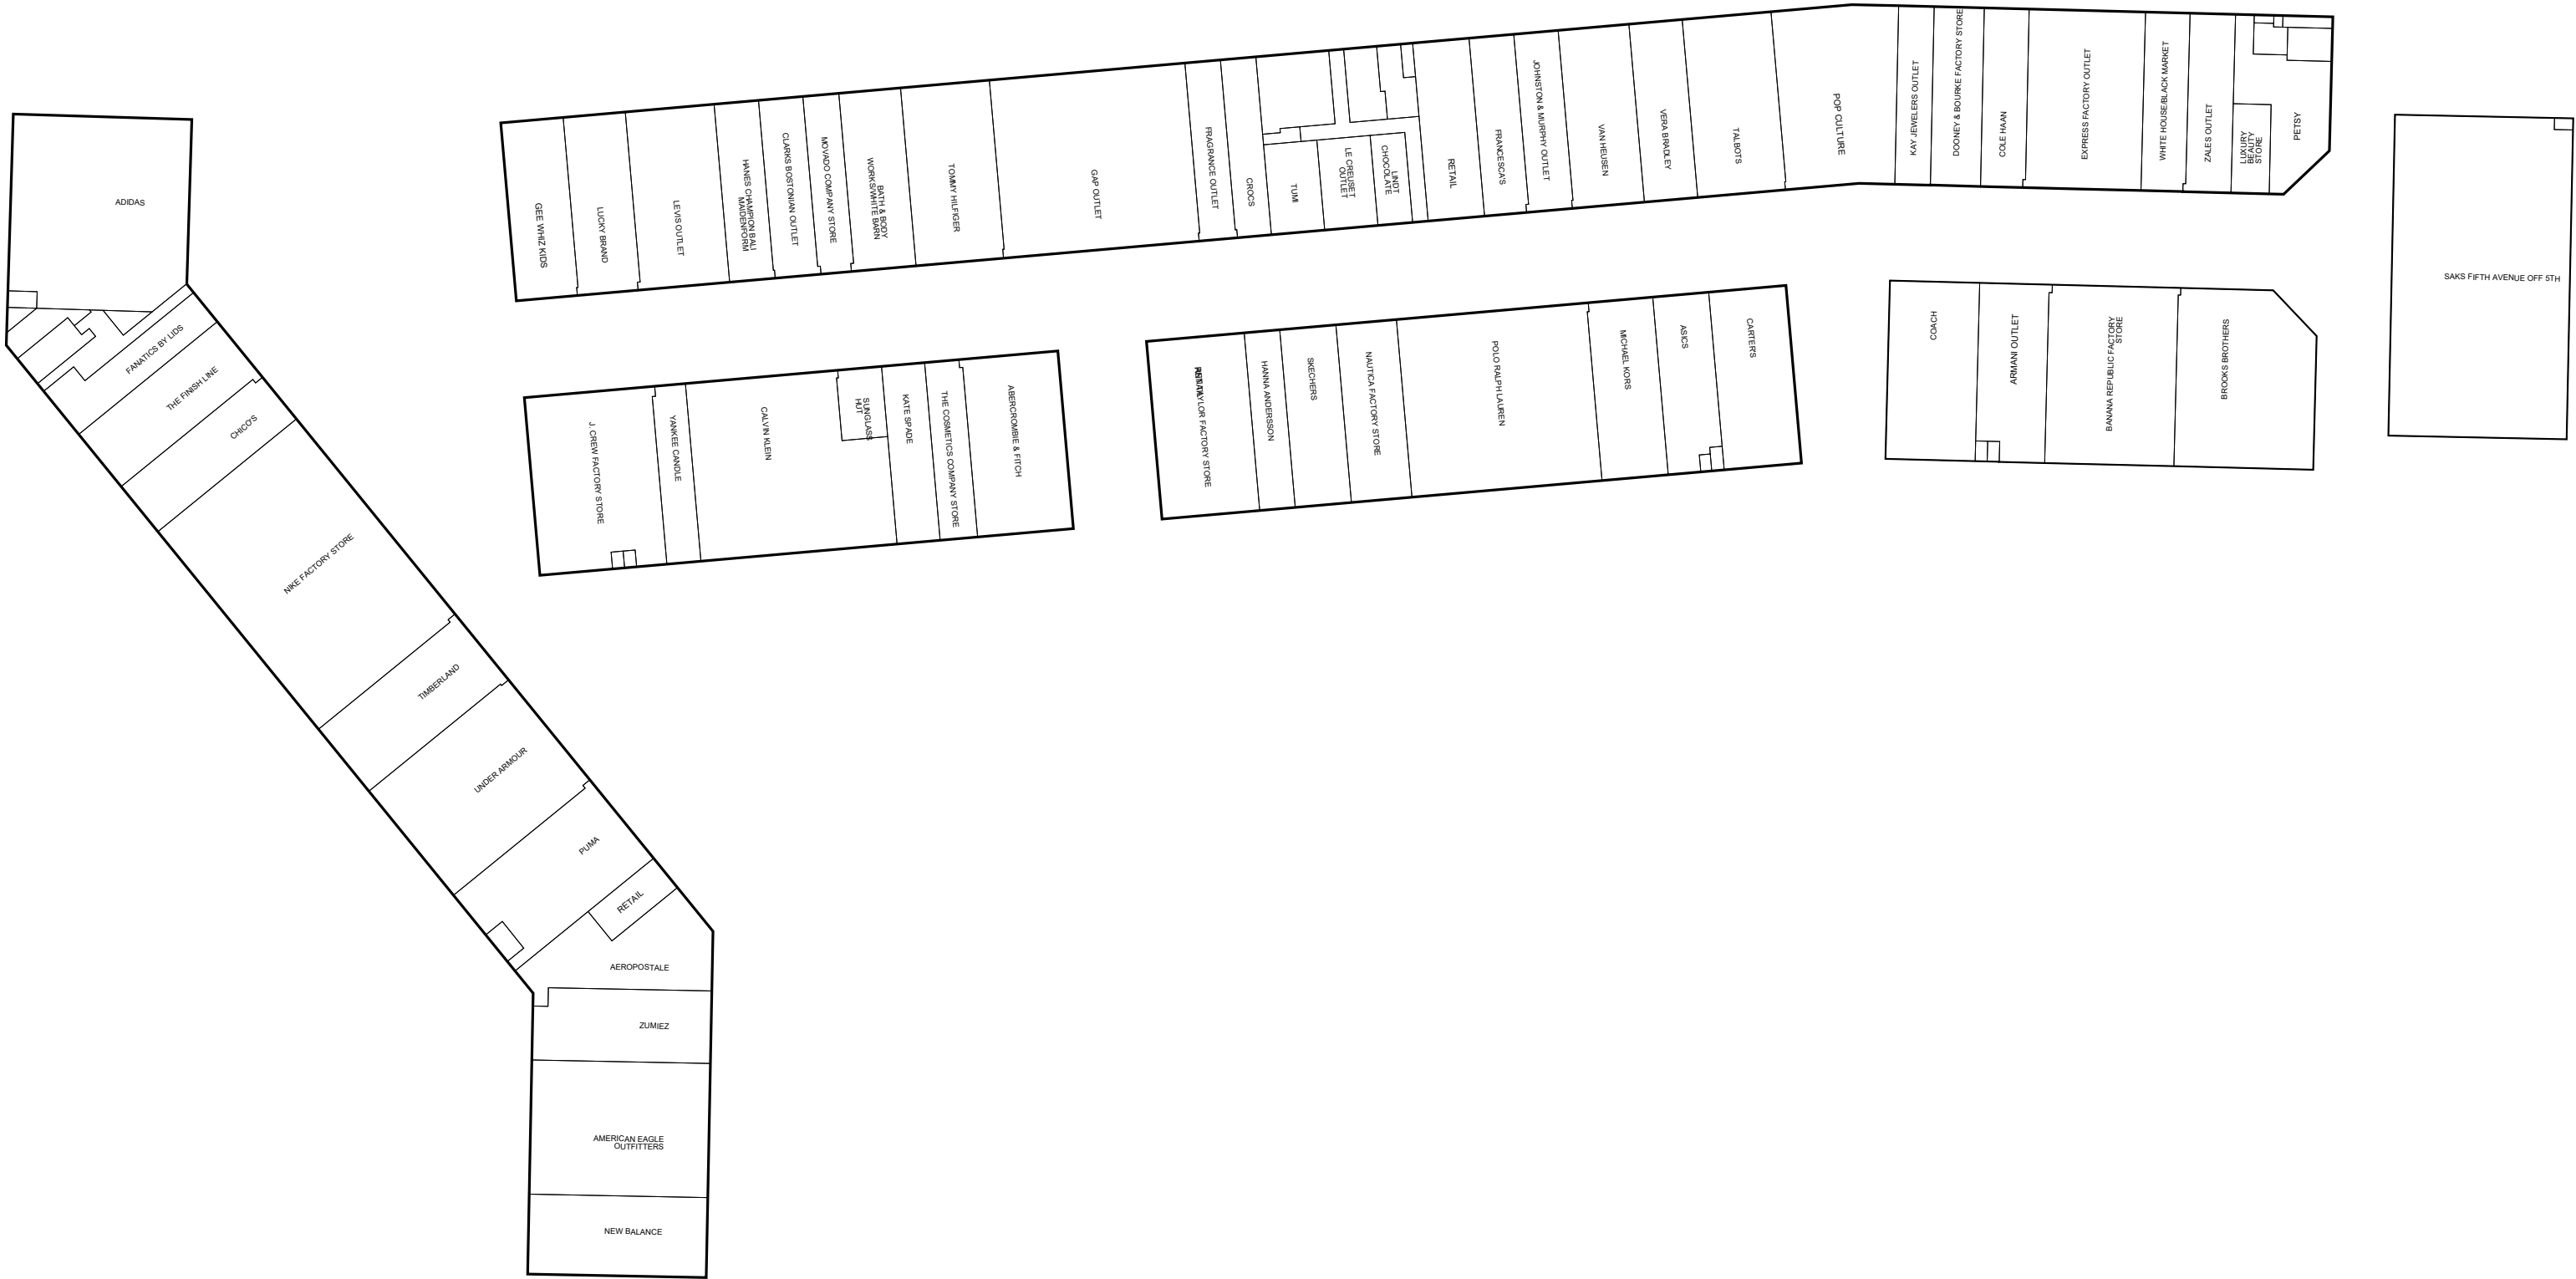 ADIDAS
FANATICS BY LIDS
THE FINISH LINE
CHICO'S
NIKE FACTORY STORE
TIMBERLAND
UNDER ARMOUR
PUMA
RETAIL
AEROPOSTALE
ZUMIEZ
AMERICAN EAGLE
OUTFITTERS
NEW BALANCE
GEE WHIZ KIDS
LUCKY BRAND
LEVIS OUTLET
HANES CHAMPION BALI
MAIDENFORM
CLARKS BOSTONIAN OUTLET
MOVADO COMPANY STORE
BATH & BODY
WORKS/WHITE BARN
TOMMY HILFIGER
GAP OUTLET
FRAGRANCE OUTLET
CROCS
TUMI
LE CREUSET
OUTLET
LINDT
CHOCOLATE
RETAIL
FRANCESCA'S
JOHNSTON & MURPHY OUTLET
VAN HEUSEN
VERA BRADLEY
TALBOTS
POP CULTURE
KAY JEWELERS OUTLET
DOONEY & BOURKE FACTORY STORE
COLE HAAN
EXPRESS FACTORY OUTLET
WHITE HOUSE/BLACK MARKET
ZALES OUTLET
LUXURY
BEAUTY
STORE
PETSY
J. CREW FACTORY STORE
YANKEE CANDLE
CALVIN KLEIN
SUNGLASS
HUT
KATE SPADE
THE COSMETICS COMPANY STORE
ABERCROMBIE & FITCH
TAYLOR FACTORY STORE
HANNA ANDERSSON
SKECHERS
NAUTICA FACTORY STORE
POLO RALPH LAUREN
MICHAEL KORS
ASICS
CARTER'S
COACH
ARMANI OUTLET
BANANA REPUBLIC FACTORY
STORE
BROOKS BROTHERS
SAKS FIFTH AVENUE OFF 5TH